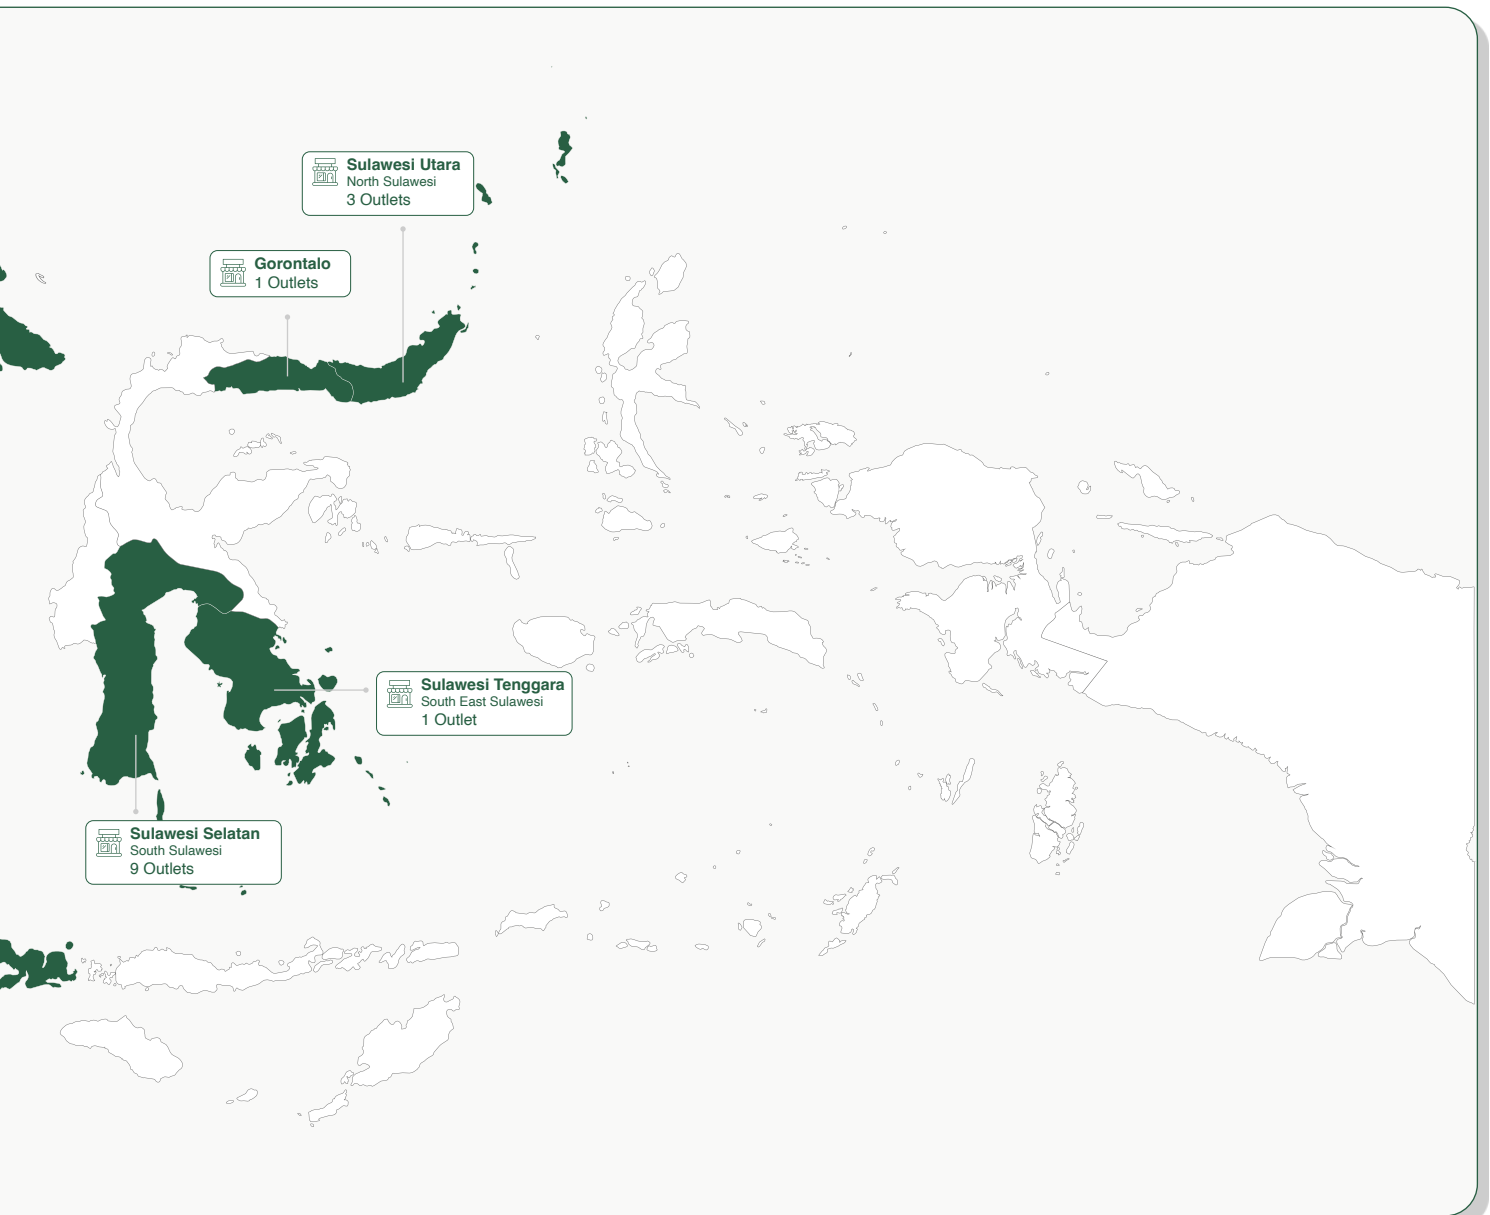 Sulawesi Utara
North Sulawesi
3 Outlets
Gorontalo
1 Outlets
Sulawesi Tenggara
South East Sulawesi
1 Outlet
Sulawesi Selatan
South Sulawesi
9 Outlets